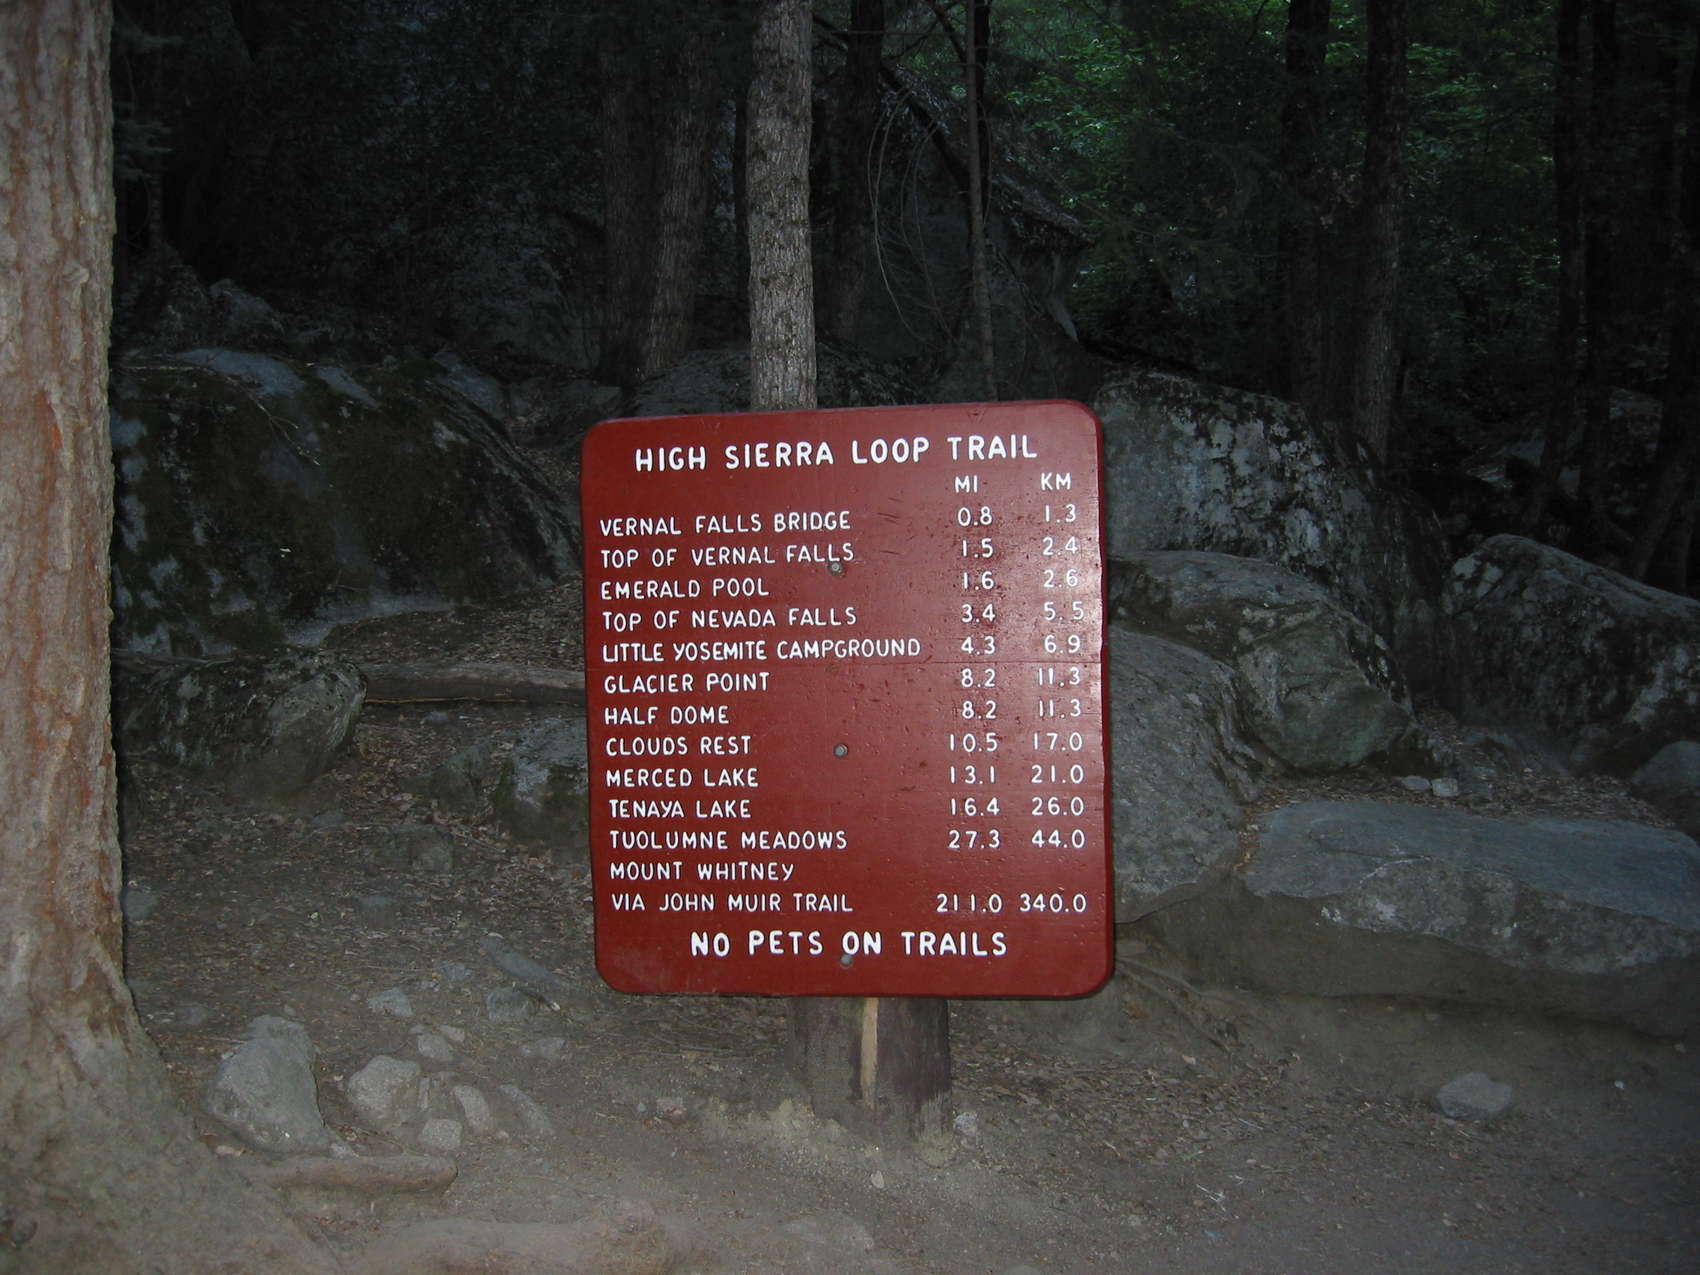 HIGH SIERRA LOOP TRAIL
MI KM
VERNAL FALLS BRIDGE 0.8 1.3
TOP OF VERNAL FALLS 1.5 2.4
EMERALD POOL 1.6 2.6
TOP OF NEVADA FALLS 3.4 5.5
LITTLE YOSEMITE CAMPGROUND 4.3 6.9
GLACIER POINT 8.2 11.3
HALF DOME 8.2 11.3
CLOUDS REST 10.5 17.0
MERCED LAKE 13.1 21.0
TENAYA LAKE 16.4 26.0
TUOLUMNE MEADOWS 27.3 44.0
MOUNT WHITNEY
VIA JOHN MUIR TRAIL 211.0 340.0
NO PETS ON TRAILS